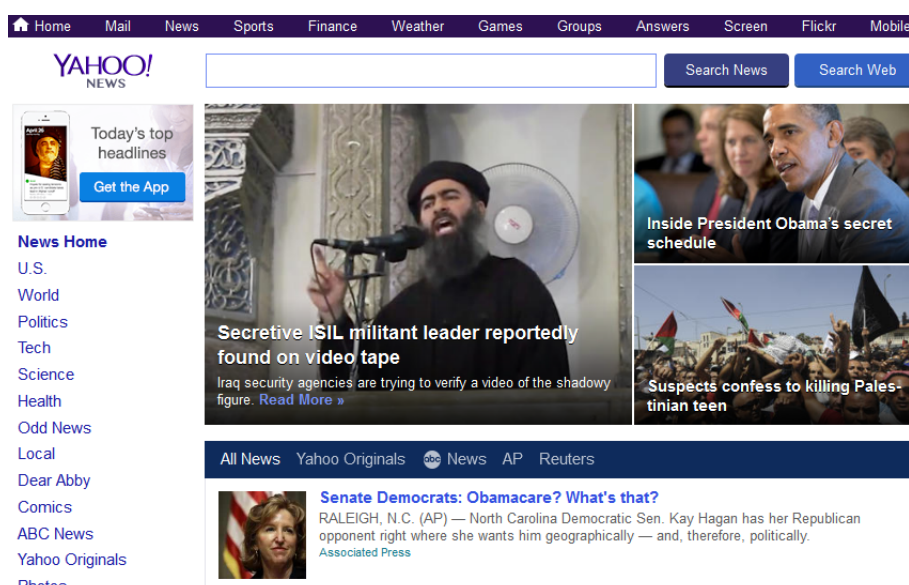 Home Mail News Sports Finance Weather Games Groups Answers Screen Flickr Mobile
YAHOO!
NEWS
Search News Search Web
April 26
Today's top
headlines
Get the App
News Home
U.S.
World
Politics
Tech
Science
Health
Odd News
Local
Dear Abby
Comics
ABC News
Yahoo Originals
Photos
Secretive ISIL militant leader reportedly
found on video tape
Iraq security agencies are trying to verify a video of the shadowy
figure. Read More »
Inside President Obama's secret
schedule
Suspects confess to killing Pales-
tinian teen
All News Yahoo Originals abc News AP Reuters
Senate Democrats: Obamacare? What's that?
RALEIGH, N.C. (AP) — North Carolina Democratic Sen. Kay Hagan has her Republican
opponent right where she wants him geographically — and, therefore, politically.
Associated Press